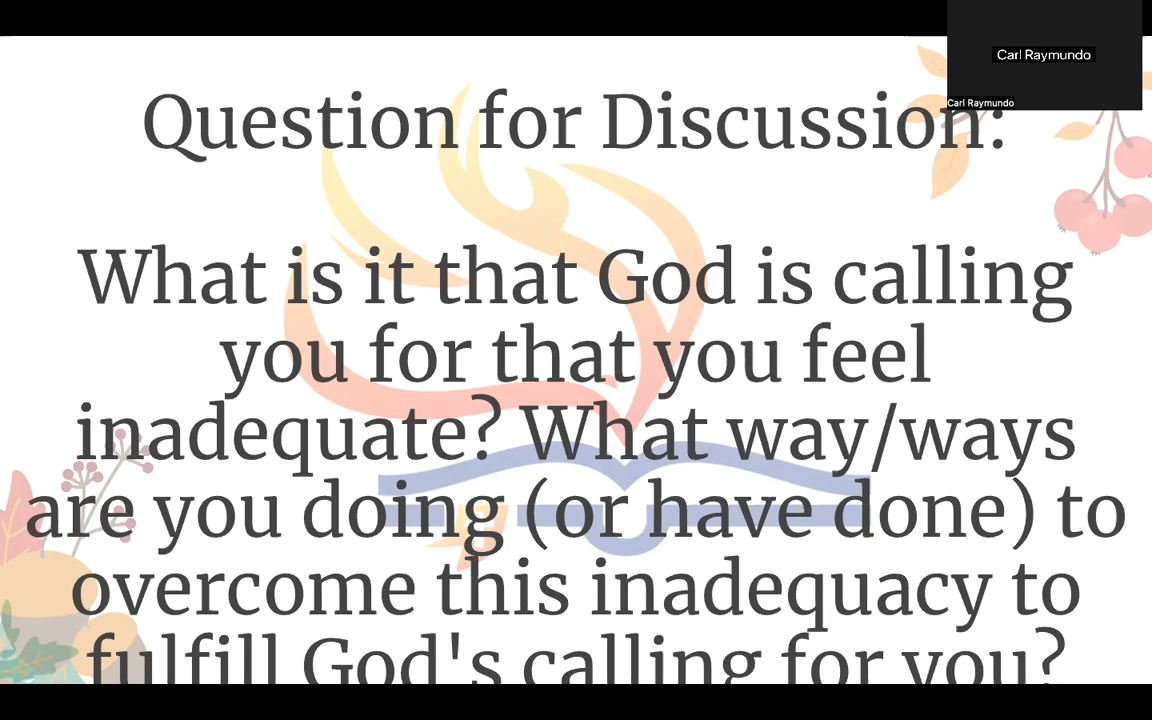 Carl Raymundo
Carl Raymundo
Question for Discussion:
What is it that God is calling
you for that you feel
inadequate? What way/ways
are you doing (or have done) to
overcome this inadequacy to
fulfill God's calling for you?